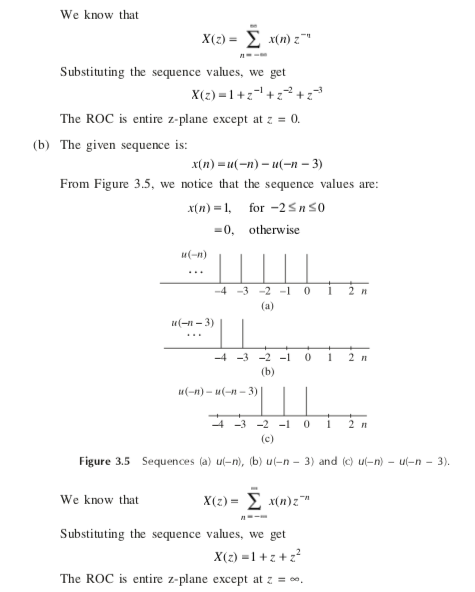 We know that
X(z) = ∞ Σ n=−∞ x(n) z⁻ⁿ
Substituting the sequence values, we get
X(z) = 1 + z⁻¹ + z⁻² + z⁻³
The ROC is entire z-plane except at z = 0.
(b) The given sequence is:
x(n) = u(−n) − u(−n − 3)
From Figure 3.5, we notice that the sequence values are:
x(n) = 1, for −2 ≤ n ≤ 0
= 0, otherwise
u(−n)
...
−4 −3 −2 −1 0 1 2 n
(a)
u(−n − 3)
...
−4 −3 −2 −1 0 1 2 n
(b)
u(−n) − u(−n − 3)
−4 −3 −2 −1 0 1 2 n
(c)
Figure 3.5 Sequences (a) u(−n), (b) u(−n − 3) and (c) u(−n) − u(−n − 3).
We know that X(z) = ∞ Σ n=−∞ x(n) z⁻ⁿ
Substituting the sequence values, we get
X(z) = 1 + z + z²
The ROC is entire z-plane except at z = ∞.